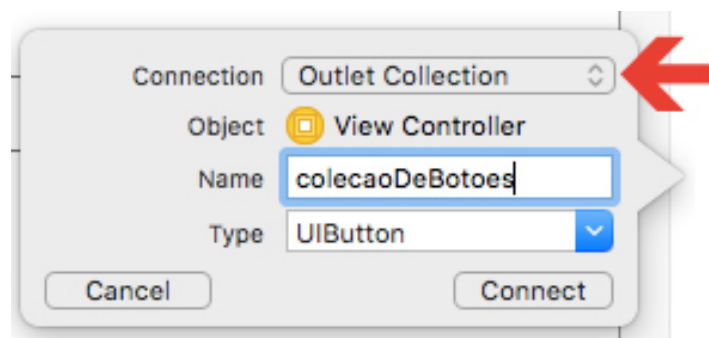 Connection Outlet Collection
Object View Controller
Name colecaoDeBotoes
Type UIButton
Cancel Connect